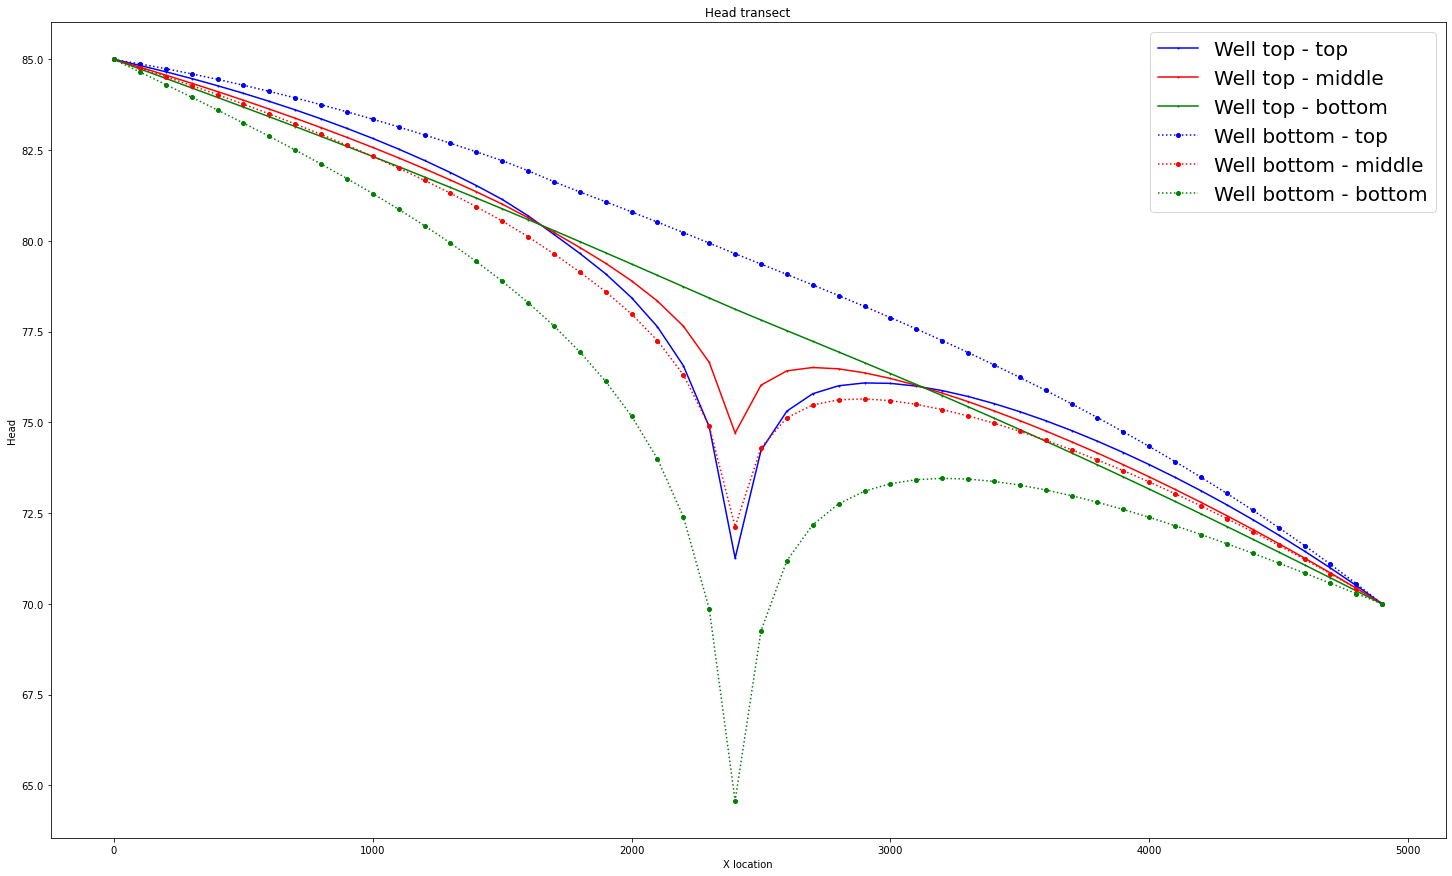 Head transect
Well top - top
Well top - middle
Well top - bottom
Well bottom - top
Well bottom - middle
Well bottom - bottom
85.0
82.5
80.0
77.5
75.0
72.5
70.0
67.5
65.0
Head
0 1000 2000 3000 4000 5000
X location